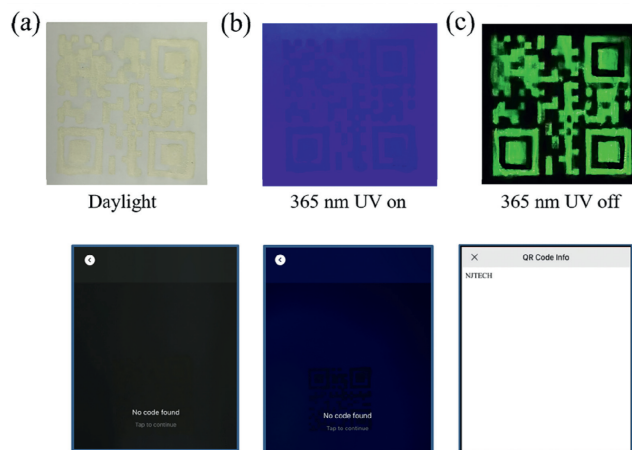 (a)
(b)
(c)
Daylight
365 nm UV on
365 nm UV off
No code found
Tap to continue
No code found
Tap to continue
QR Code Info
NJTECH